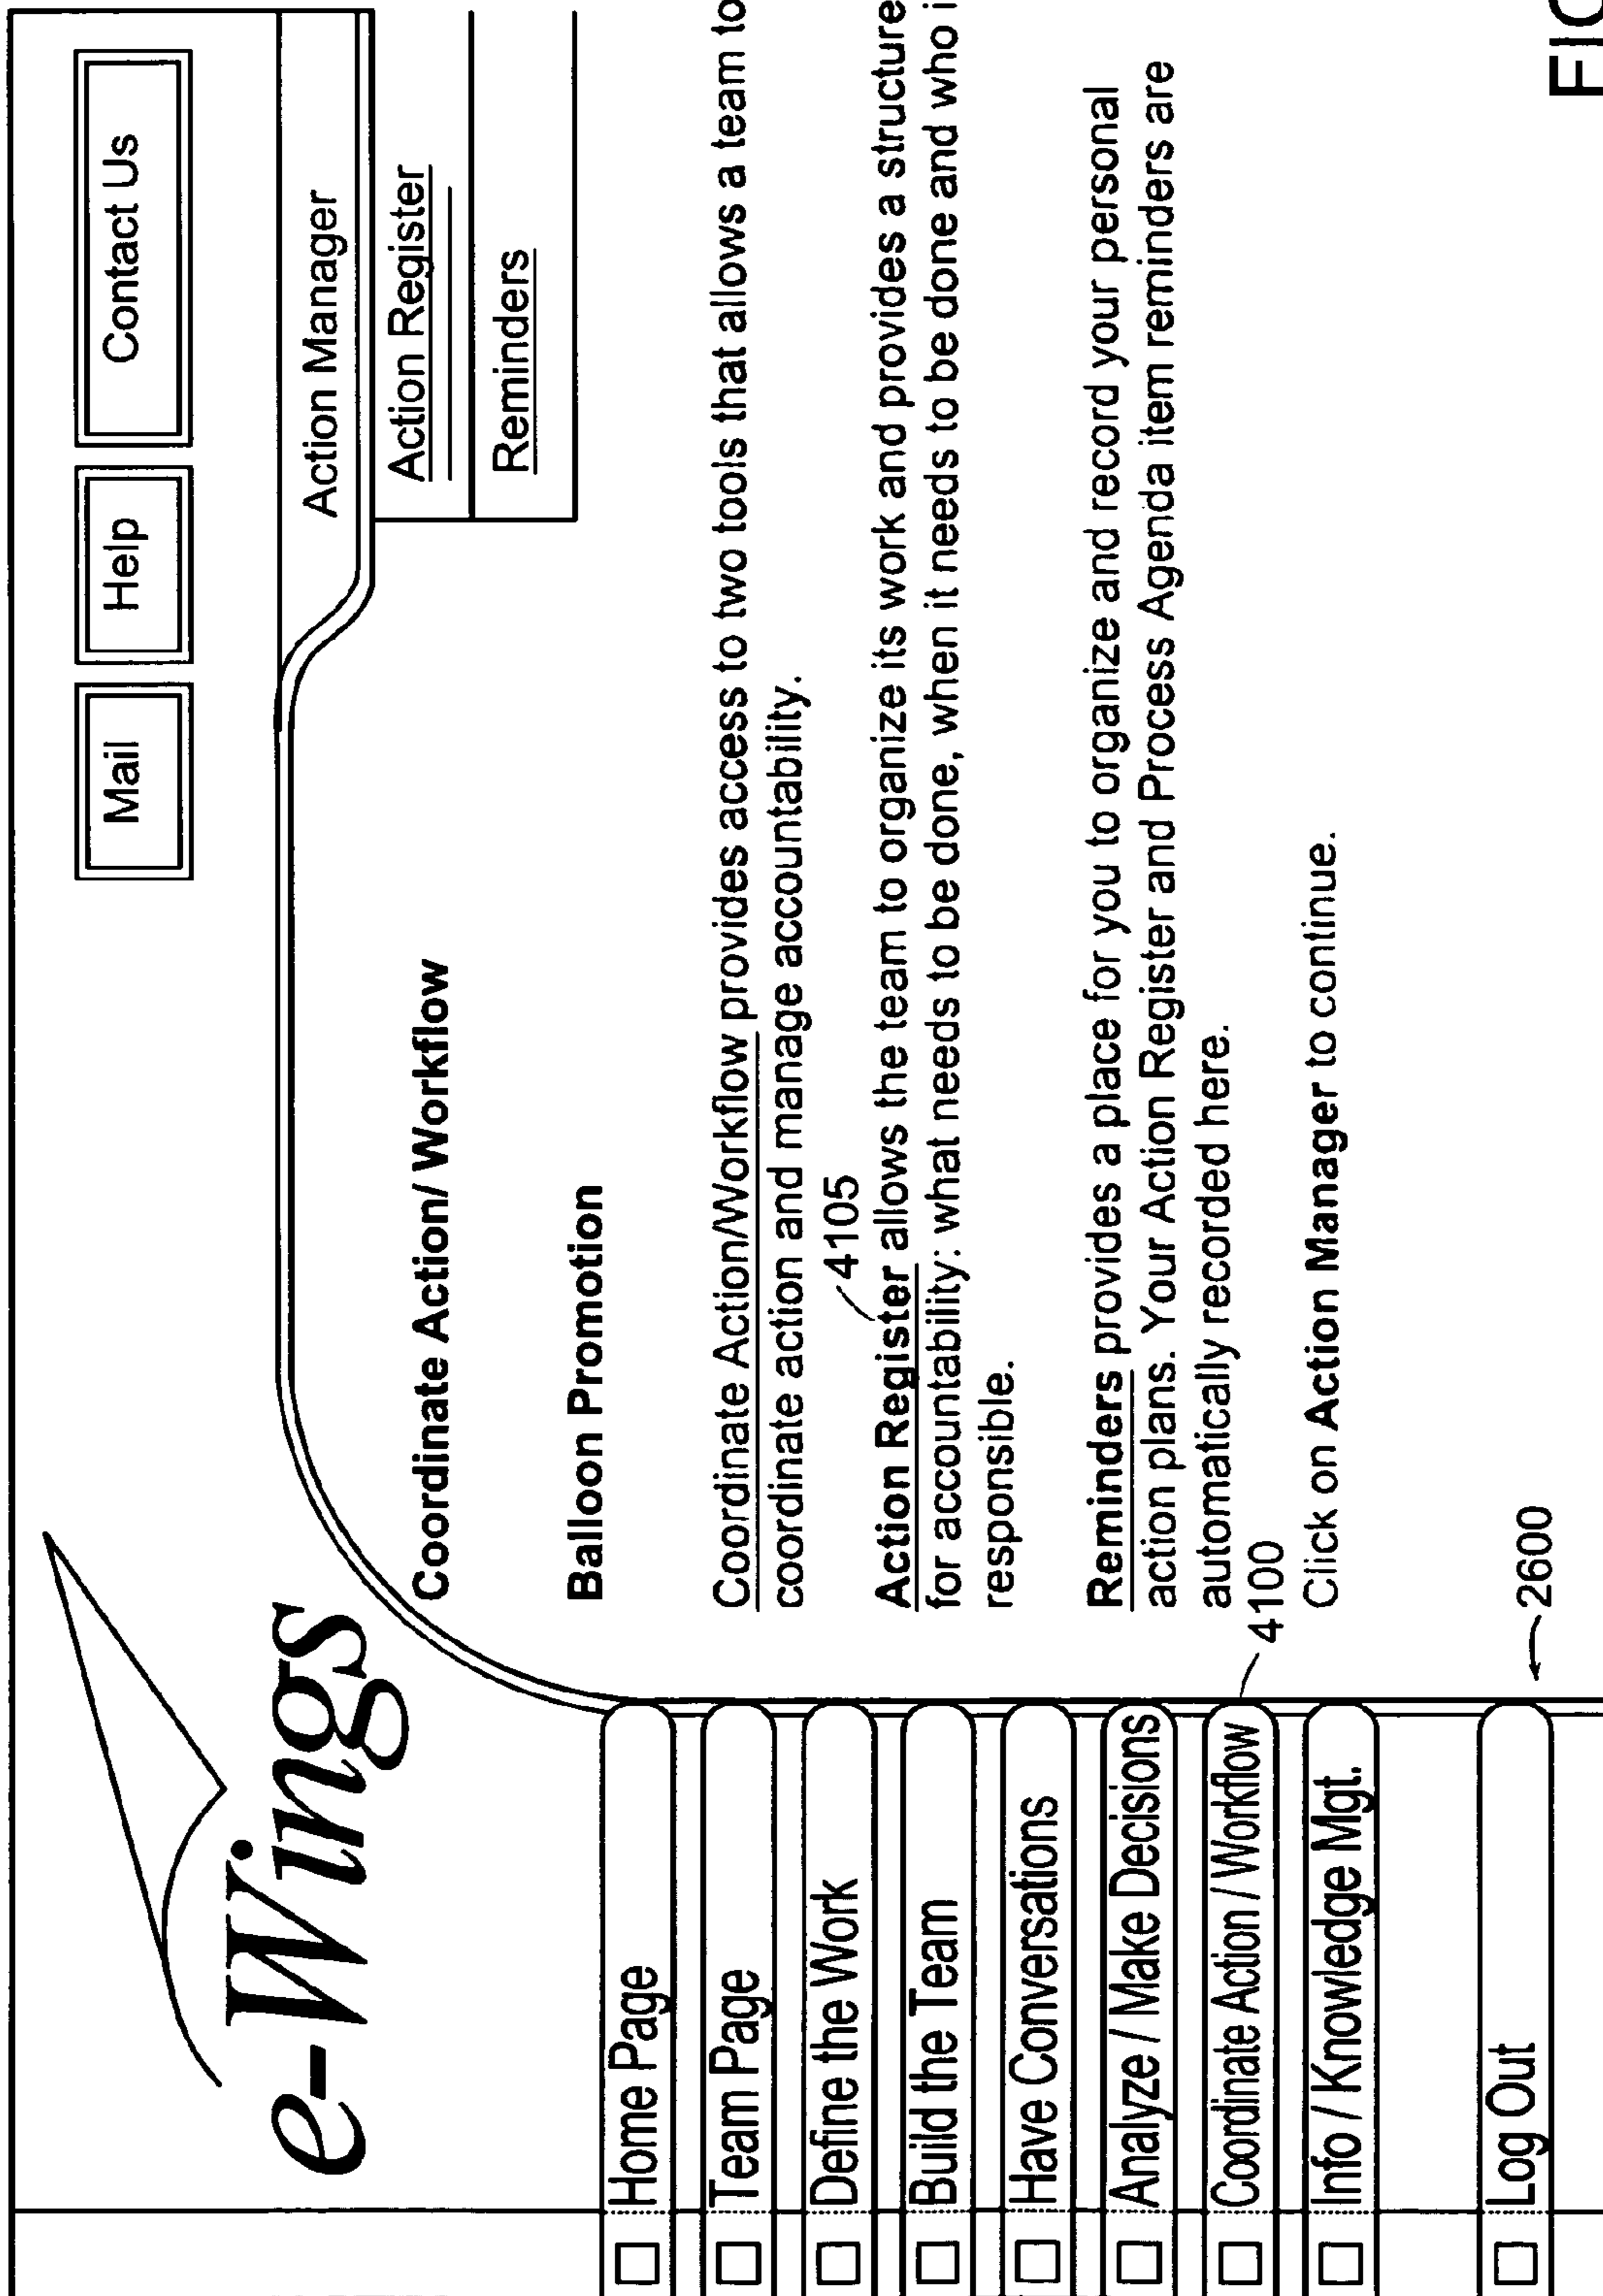 e-Wings
Mail
Help
Contact Us
Action Manager
Action Register
Reminders
Home Page
Team Page
Define the Work
Build the Team
Have Conversations
Analyze / Make Decisions
Coordinate Action / Workflow
Info / Knowledge Mgt.
Log Out
Coordinate Action/ Workflow
Balloon Promotion
Coordinate Action/Workflow provides access to two tools that allows a team to
coordinate action and manage accountability.
4105
Action Register allows the team to organize its work and provides a structure
for accountability: what needs to be done, when it needs to be done and who
responsible.
Reminders provides a place for you to organize and record your personal
action plans. Your Action Register and Process Agenda item reminders are
automatically recorded here.
4100
Click on Action Manager to continue.
2600